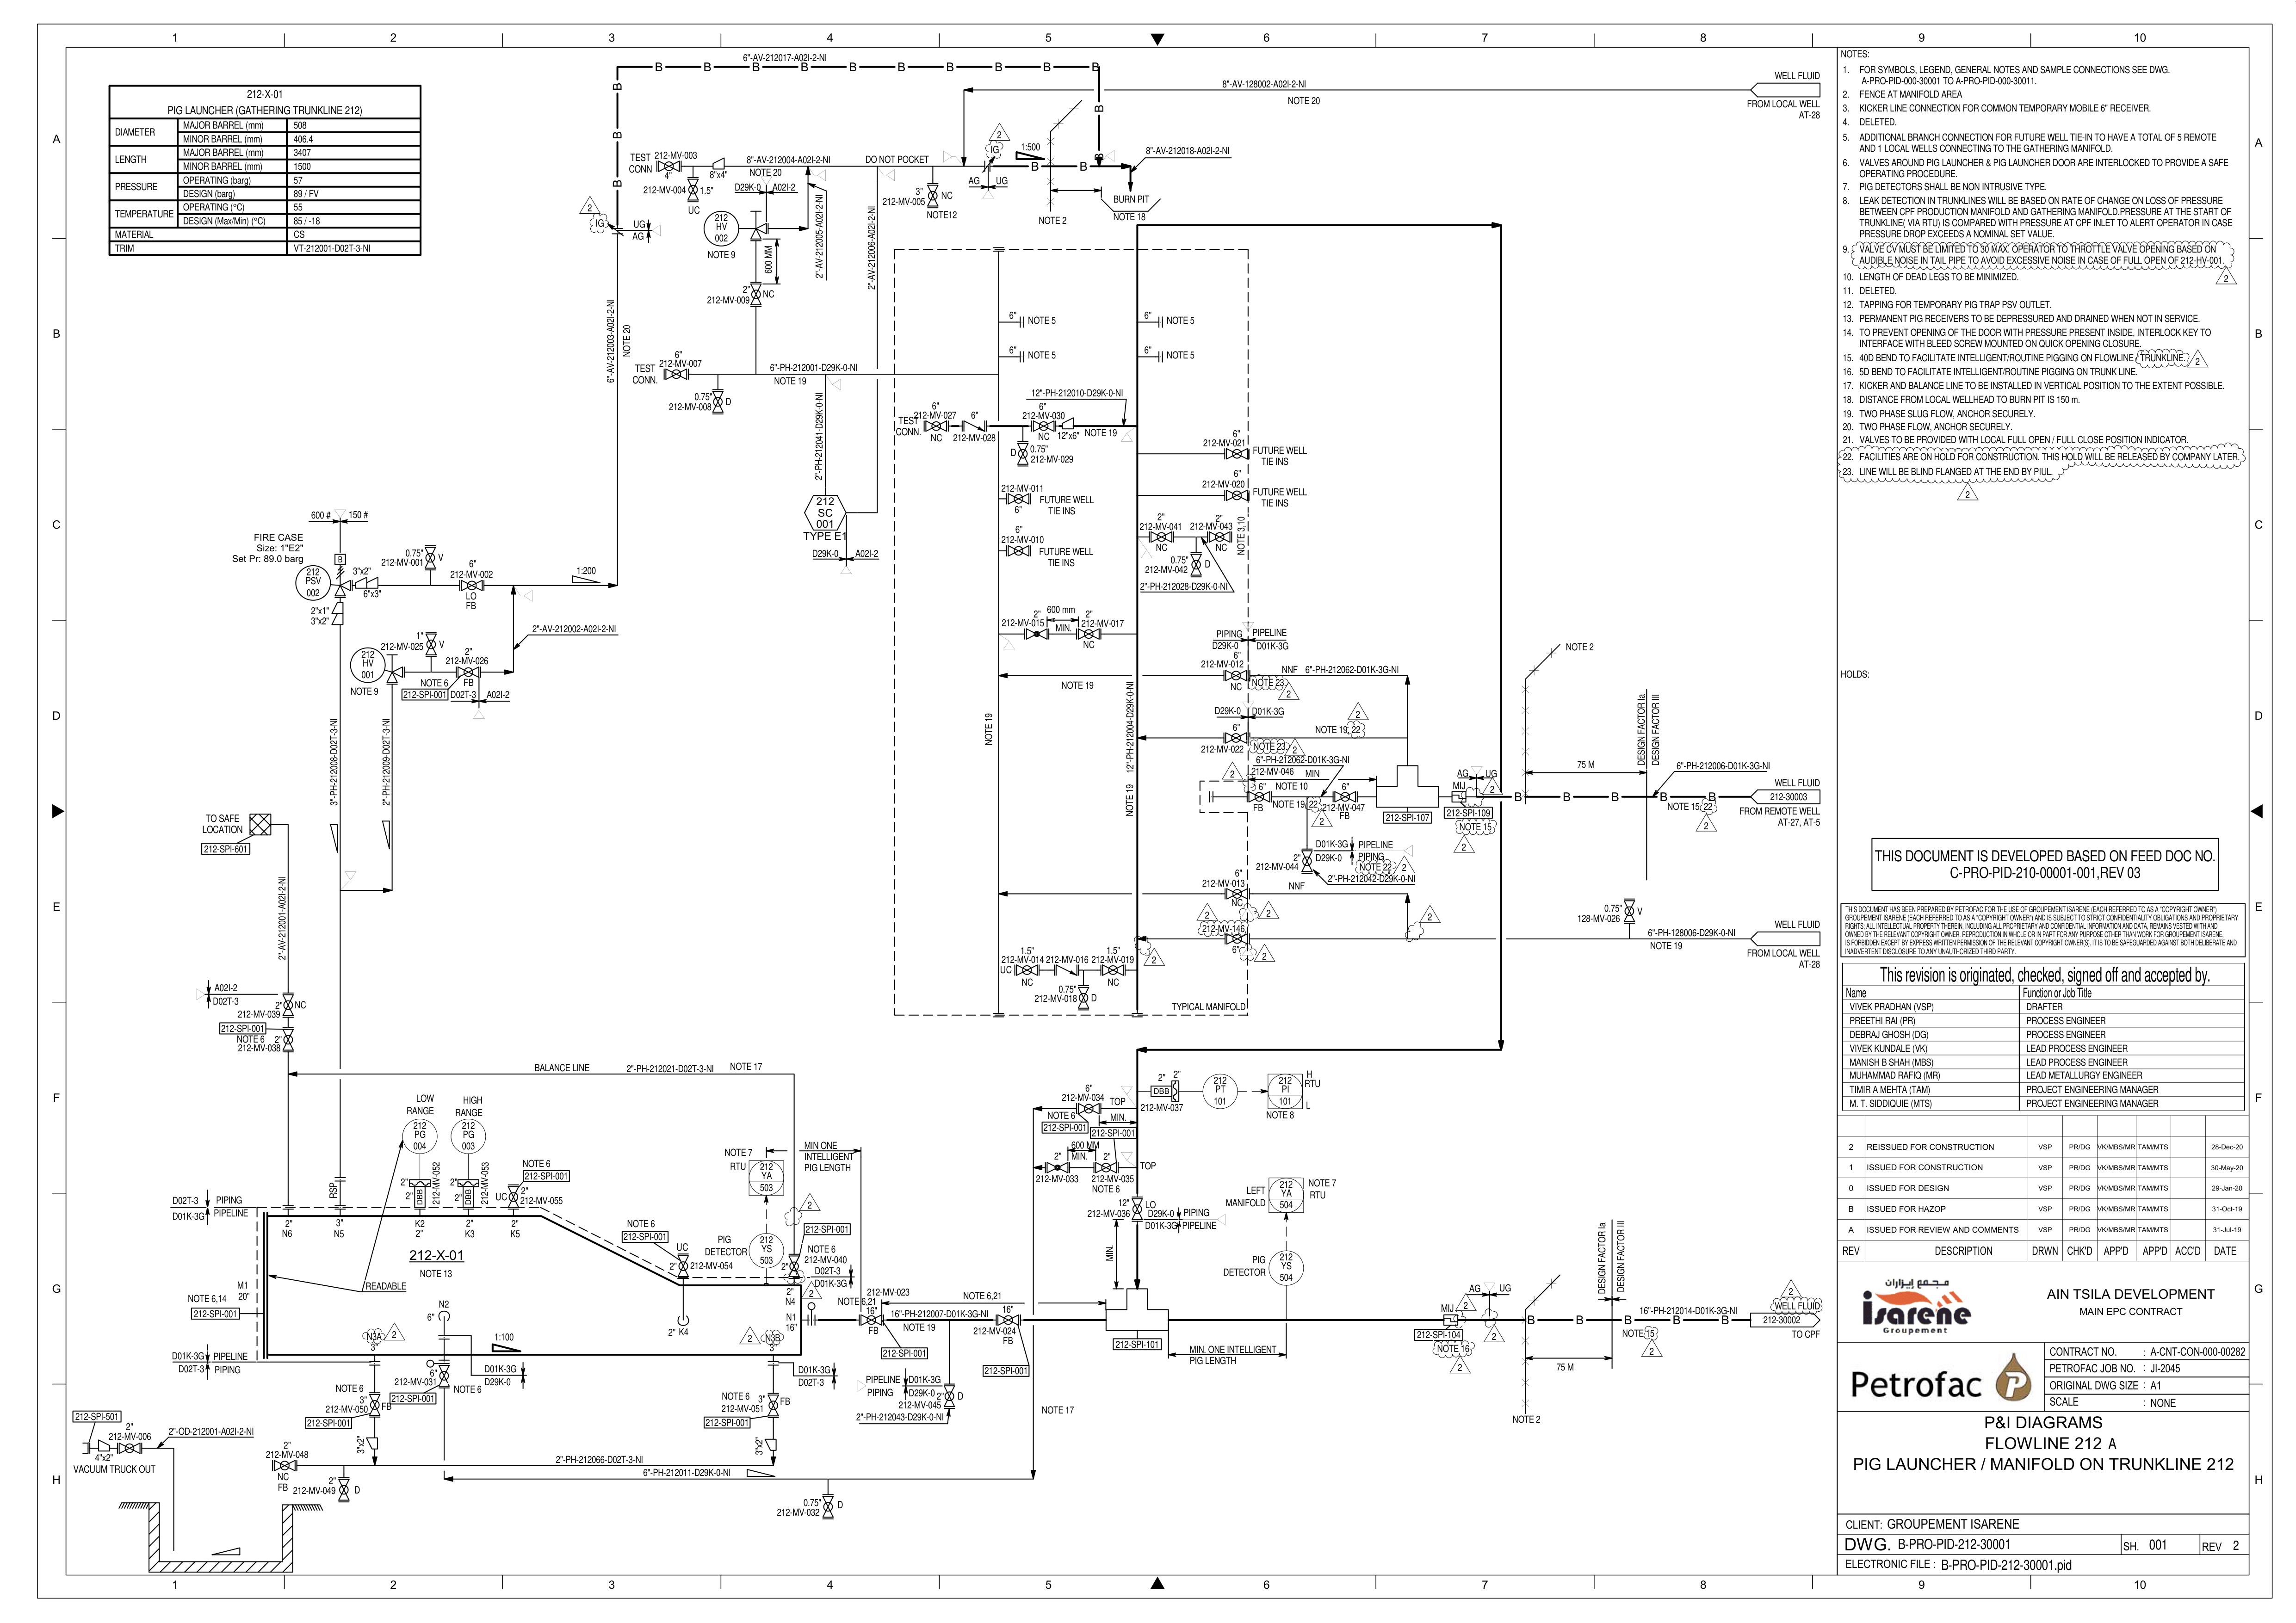 1 2 3 4 5 6 7 8 9 10
A
B
C
D
E
F
G
H
212-X-01
PIG LAUNCHER (GATHERING TRUNKLINE 212)
DIAMETER MAJOR BARREL (mm) 508
MINOR BARREL (mm) 406.4
LENGTH MAJOR BARREL (mm) 3407
MINOR BARREL (mm) 1500
PRESSURE OPERATING (barg) 57
DESIGN (barg) 89 / FV
TEMPERATURE OPERATING (°C) 55
DESIGN (Max/Min) (°C) 85 / -18
MATERIAL CS
TRIM VT-212001-D02T-3-NI
6"-AV-212017-A02I-2-NI
8"-AV-128002-A02I-2-NI
NOTE 20
WELL FLUID
FROM LOCAL WELL
AT-28
TEST
CONN
212-MV-003
4"
8"x4"
8"-AV-212004-A02I-2-NI
NOTE 20
DO NOT POCKET
2
IG
1:500
8"-AV-212018-A02I-2-NI
212-MV-004 1.5"
UC
D29K-0 A02I-2
3"
NC
212-MV-005
NOTE12
AG UG
NOTE 2
BURN PIT
NOTE 18
2
IG
UG
AG
212
HV
002
NOTE 9
600 MM
2"-AV-212005-A02I-2-NI
2"-AV-212006-A02I-2-NI
2"
NC
212-MV-009
6"-AV-212003-A02I-2-NI
NOTE 20
6" NOTE 5
6" NOTE 5
6" NOTE 5
6" NOTE 5
TEST
CONN.
6"
212-MV-007
6"-PH-212001-D29K-0-NI
NOTE 19
0.75"
D
212-MV-008
2"-PH-212041-D29K-0-NI
12"-PH-212010-D29K-0-NI
TEST
CONN.
6"
212-MV-027
NC
6"
212-MV-028
6"
212-MV-030
NC 12"x6" NOTE 19
D 0.75"
212-MV-029
6"
212-MV-021
FUTURE WELL
TIE INS
6"
212-MV-020
FUTURE WELL
TIE INS
212-MV-011
6"
FUTURE WELL
TIE INS
6"
212-MV-010
FUTURE WELL
TIE INS
212
SC
001
TYPE E1
D29K-0 A02I-2
2" 2"
212-MV-041 212-MV-043
NC NC
0.75"
212-MV-042 D
NOTE 3,10
2"-PH-212028-D29K-0-NI
600 # 150 #
FIRE CASE
Size: 1"E2"
Set Pr: 89.0 barg
B
212
PSV
002
3"x2"
6"x3"
2"x1"
3"x2"
0.75"
V
212-MV-001
6"
212-MV-002
LO
FB
1:200
2"-AV-212002-A02I-2-NI
1"
V
212-MV-025
212
HV
001
NOTE 9
2"
212-MV-026
NOTE 6 FB
212-SPI-001 D02T-3 A02I-2
2" 600 mm 2"
212-MV-015 MIN. 212-MV-017
NC
PIPING PIPELINE
D29K-0 D01K-3G
6"
212-MV-012
NC
NNF 6"-PH-212062-D01K-3G-NI
NOTE 23
2
NOTE 19
D29K-0 D01K-3G
6"
212-MV-022
NOTE 23 2
NOTE 19, 22
2
NOTE 2
3"-PH-212008-D02T-3-NI
2"-PH-212009-D02T-3-NI
NOTE 19
NOTE 19 12"-PH-212004-D29K-0-NI
6"-PH-212062-D01K-3G-NI
212-MV-046
2
MIN
NOTE 10
6"
FB
NOTE 19, 22
2
6"
212-MV-047
FB
212-SPI-107
AG UG
MIJ
2
212-SPI-109
NOTE 15
2
75 M
DESIGN FACTOR Ia
DESIGN FACTOR III
6"-PH-212006-D01K-3G-NI
NOTE 15, 22
2
WELL FLUID
212-30003
FROM REMOTE WELL
AT-27, AT-5
D01K-3G PIPELINE
D29K-0 PIPING
NOTE 22 2
2"
212-MV-044
2"-PH-212042-D29K-0-NI
6"
212-MV-013
NC
NNF
2
2
212-MV-146
6"
2
2
2
0.75"
V
128-MV-026
6"-PH-128006-D29K-0-NI
NOTE 19
WELL FLUID
FROM LOCAL WELL
AT-28
1.5" 1.5"
212-MV-014 212-MV-016 212-MV-019
UC
NC NC
0.75"
212-MV-018 D
TYPICAL MANIFOLD
TO SAFE
LOCATION
212-SPI-601
2"-AV-212001-A02I-2-NI
A02I-2
D02T-3
2" NC
212-MV-039
212-SPI-001
NOTE 6 2"
212-MV-038
BALANCE LINE 2"-PH-212021-D02T-3-NI NOTE 17
LOW
RANGE
212
PG
004
HIGH
RANGE
212
PG
003
2" 2"
2" DBB 212-MV-052
2" DBB 212-MV-053
NOTE 6
212-SPI-001
UC 2"
212-MV-055
RSP
D02T-3 PIPING
D01K-3G PIPELINE
2"
N6
3"
N5
K2
2"
2"
K3
2"
K5
212-X-01
NOTE 13
READABLE
M1
20"
NOTE 6,14
212-SPI-001
N2
6"
1:100
N3A 2
3"
2 N3B
3"
NOTE 6
212-SPI-001
UC
2" 212-MV-054
2" K4
NOTE 7
RTU
212
YA
503
MIN ONE
INTELLIGENT
PIG LENGTH
PIG
DETECTOR
212
YS
503
2
212-SPI-001
NOTE 6
2" 212-MV-040
D02T-3
D01K-3G
2
2"
N4
N1
16"
212-MV-023
NOTE 6,21
16"
FB
NOTE 6,21
16"-PH-212007-D01K-3G-NI
NOTE 19
16"
212-MV-024
FB
212-SPI-001
212-SPI-001
212-SPI-101
D01K-3G PIPELINE
D02T-3 PIPING
6"
212-MV-031
212-SPI-001
NOTE 6
D01K-3G
D29K-0
NOTE 6
3"
212-MV-050 FB
212-SPI-001
3"x2"
NOTE 6
3" FB
212-MV-051
212-SPI-001
3"x2"
D01K-3G
D02T-3
PIPELINE D01K-3G
PIPING D29K-0
2" D
212-MV-045
2"-PH-212043-D29K-0-NI
6"
212-MV-034
TOP
NOTE 6
212-SPI-001
MIN.
212-SPI-001
600 MM
MIN.
2" 2"
TOP
212-MV-033 212-MV-035
NOTE 6
2" 2"
DBB
212-MV-037
212
PT
101
212
PI
101
H
RTU
L
NOTE 8
12" LO
212-MV-036
D29K-0 PIPING
D01K-3G PIPELINE
MIN.
LEFT
MANIFOLD
212
YA
504
NOTE 7
RTU
PIG
DETECTOR
212
YS
504
MIN. ONE INTELLIGENT
PIG LENGTH
NOTE 17
AG UG
MIJ 2
212-SPI-104
NOTE 16
2
2
NOTE 2
75 M
DESIGN FACTOR Ia
DESIGN FACTOR III
16"-PH-212014-D01K-3G-NI
NOTE 15
2
2
WELL FLUID
212-30002
TO CPF
212-SPI-501
2"
212-MV-006
4"x2"
VACUUM TRUCK OUT
2"-OD-212001-A02I-2-NI
2"
212-MV-048
NC
FB
2"
212-MV-049 D
2"-PH-212066-D02T-3-NI
6"-PH-212011-D29K-0-NI
0.75"
212-MV-032 D
NOTES:
1. FOR SYMBOLS, LEGEND, GENERAL NOTES AND SAMPLE CONNECTIONS SEE DWG.
A-PRO-PID-000-30001 TO A-PRO-PID-000-30011.
2. FENCE AT MANIFOLD AREA
3. KICKER LINE CONNECTION FOR COMMON TEMPORARY MOBILE 6" RECEIVER.
4. DELETED.
5. ADDITIONAL BRANCH CONNECTION FOR FUTURE WELL TIE-IN TO HAVE A TOTAL OF 5 REMOTE
AND 1 LOCAL WELLS CONNECTING TO THE GATHERING MANIFOLD.
6. VALVES AROUND PIG LAUNCHER & PIG LAUNCHER DOOR ARE INTERLOCKED TO PROVIDE A SAFE
OPERATING PROCEDURE.
7. PIG DETECTORS SHALL BE NON INTRUSIVE TYPE.
8. LEAK DETECTION IN TRUNKLINES WILL BE BASED ON RATE OF CHANGE ON LOSS OF PRESSURE
BETWEEN CPF PRODUCTION MANIFOLD AND GATHERING MANIFOLD.PRESSURE AT THE START OF
TRUNKLINE( VIA RTU) IS COMPARED WITH PRESSURE AT CPF INLET TO ALERT OPERATOR IN CASE
PRESSURE DROP EXCEEDS A NOMINAL SET VALUE.
9. VALVE CV MUST BE LIMITED TO 30 MAX. OPERATOR TO THROTTLE VALVE OPENING BASED ON
AUDIBLE NOISE IN TAIL PIPE TO AVOID EXCESSIVE NOISE IN CASE OF FULL OPEN OF 212-HV-001.
2
10. LENGTH OF DEAD LEGS TO BE MINIMIZED.
11. DELETED.
12. TAPPING FOR TEMPORARY PIG TRAP PSV OUTLET.
13. PERMANENT PIG RECEIVERS TO BE DEPRESSURED AND DRAINED WHEN NOT IN SERVICE.
14. TO PREVENT OPENING OF THE DOOR WITH PRESSURE PRESENT INSIDE, INTERLOCK KEY TO
INTERFACE WITH BLEED SCREW MOUNTED ON QUICK OPENING CLOSURE.
15. 40D BEND TO FACILITATE INTELLIGENT/ROUTINE PIGGING ON FLOWLINE TRUNKLINE. 2
16. 5D BEND TO FACILITATE INTELLIGENT/ROUTINE PIGGING ON TRUNK LINE.
17. KICKER AND BALANCE LINE TO BE INSTALLED IN VERTICAL POSITION TO THE EXTENT POSSIBLE.
18. DISTANCE FROM LOCAL WELLHEAD TO BURN PIT IS 150 m.
19. TWO PHASE SLUG FLOW, ANCHOR SECURELY.
20. TWO PHASE FLOW, ANCHOR SECURELY.
21. VALVES TO BE PROVIDED WITH LOCAL FULL OPEN / FULL CLOSE POSITION INDICATOR.
22. FACILITIES ARE ON HOLD FOR CONSTRUCTION. THIS HOLD WILL BE RELEASED BY COMPANY LATER.
23. LINE WILL BE BLIND FLANGED AT THE END BY PIUL.
2
HOLDS:
THIS DOCUMENT IS DEVELOPED BASED ON FEED DOC NO.
C-PRO-PID-210-00001-001,REV 03
THIS DOCUMENT HAS BEEN PREPARED BY PETROFAC FOR THE USE OF GROUPEMENT ISARENE (EACH REFERRED TO AS A "COPYRIGHT OWNER")
GROUPEMENT ISARENE (EACH REFERRED TO AS A "COPYRIGHT OWNER") AND IS SUBJECT TO STRICT CONFIDENTIALITY OBLIGATIONS AND PROPRIETARY
RIGHTS; ALL INTELLECTUAL PROPERTY THEREIN, INCLUDING ALL PROPRIETARY AND CONFIDENTIAL INFORMATION AND DATA, REMAINS VESTED WITH AND
OWNED BY THE RELEVANT COPYRIGHT OWNER. REPRODUCTION IN WHOLE OR IN PART FOR ANY PURPOSE OTHER THAN WORK FOR GROUPEMENT ISARENE,
IS FORBIDDEN EXCEPT BY EXPRESS WRITTEN PERMISSION OF THE RELEVANT COPYRIGHT OWNER(S). IT IS TO BE SAFEGUARDED AGAINST BOTH DELIBERATE AND
INADVERTENT DISCLOSURE TO ANY UNAUTHORIZED THIRD PARTY.
This revision is originated, checked, signed off and accepted by.
Name Function or Job Title
VIVEK PRADHAN (VSP) DRAFTER
PREETHI RAI (PR) PROCESS ENGINEER
DEBRAJ GHOSH (DG) PROCESS ENGINEER
VIVEK KUNDALE (VK) LEAD PROCESS ENGINEER
MANISH B SHAH (MBS) LEAD PROCESS ENGINEER
MUHAMMAD RAFIQ (MR) LEAD METALLURGY ENGINEER
TIMIR A MEHTA (TAM) PROJECT ENGINEERING MANAGER
M. T. SIDDIQUIE (MTS) PROJECT ENGINEERING MANAGER
2 REISSUED FOR CONSTRUCTION VSP PR/DG VK/MBS/MR TAM/MTS 28-Dec-20
1 ISSUED FOR CONSTRUCTION VSP PR/DG VK/MBS/MR TAM/MTS 30-May-20
0 ISSUED FOR DESIGN VSP PR/DG VK/MBS/MR TAM/MTS 29-Jan-20
B ISSUED FOR HAZOP VSP PR/DG VK/MBS/MR TAM/MTS 31-Oct-19
A ISSUED FOR REVIEW AND COMMENTS VSP PR/DG VK/MBS/MR TAM/MTS 31-Jul-19
REV DESCRIPTION DRWN CHK'D APP'D APP'D ACC'D DATE
مجمع إيزاران
isarene
Groupement
AIN TSILA DEVELOPMENT
MAIN EPC CONTRACT
Petrofac
CONTRACT NO. : A-CNT-CON-000-00282
PETROFAC JOB NO. : JI-2045
ORIGINAL DWG SIZE : A1
SCALE : NONE
P&I DIAGRAMS
FLOWLINE 212 A
PIG LAUNCHER / MANIFOLD ON TRUNKLINE 212
CLIENT: GROUPEMENT ISARENE
DWG. B-PRO-PID-212-30001 SH. 001 REV 2
ELECTRONIC FILE : B-PRO-PID-212-30001.pid
1 2 3 4 5 6 7 8 9 10